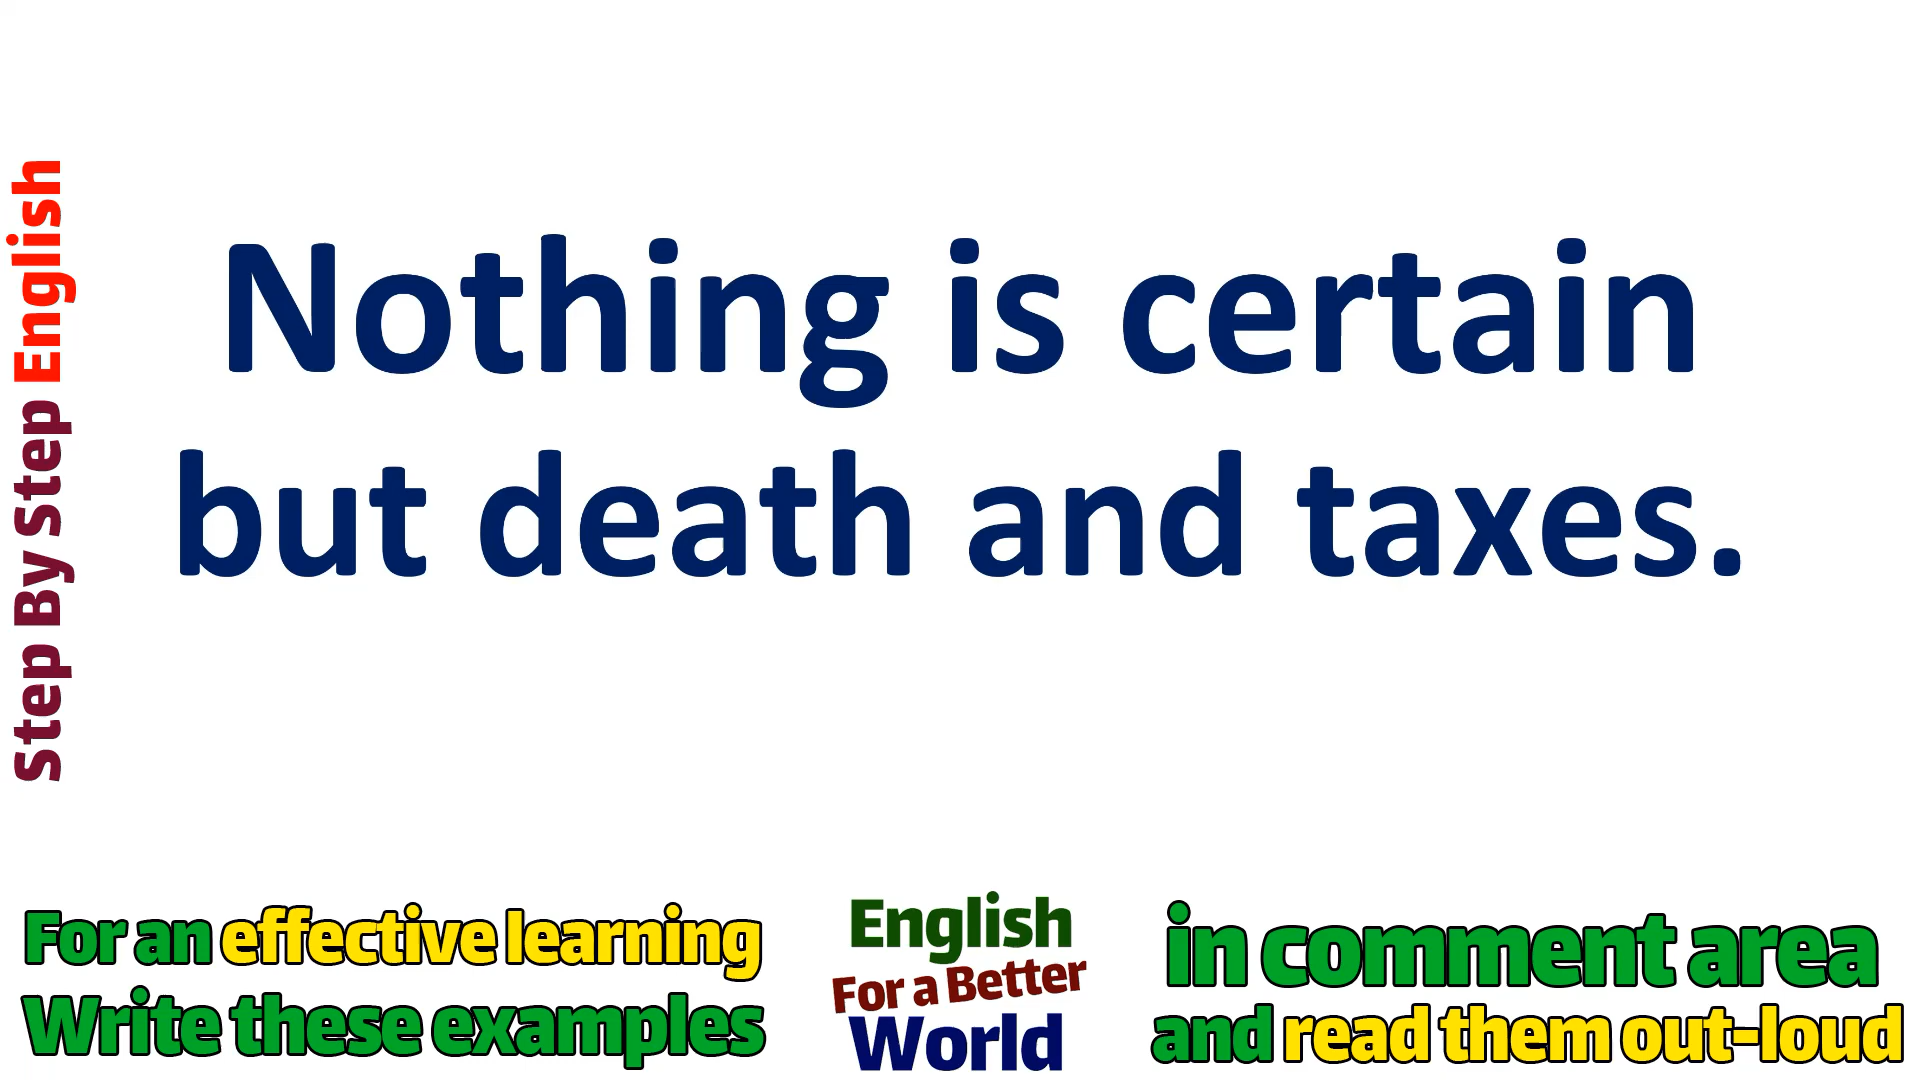 Step By Step English
Nothing is certain
but death and taxes.
For an effective learning
Write these examples
English
For a Better
World
in comment area
and read them out-loud